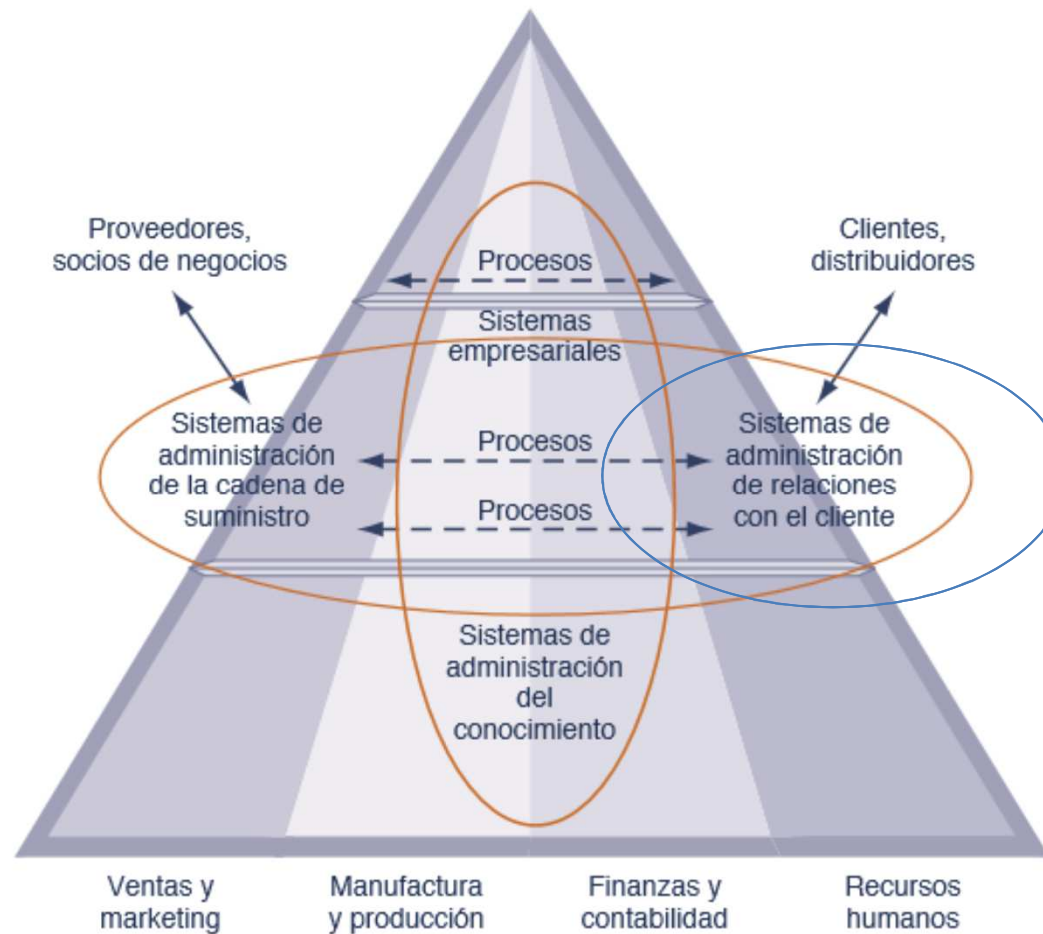 Proveedores,
socios de negocios
Clientes,
distribuidores
Procesos
Sistemas
empresariales
Sistemas de
administración
de la cadena de
suministro
Procesos
Procesos
Sistemas de
administración
de relaciones
con el cliente
Sistemas de
administración
del
conocimiento
Ventas y
marketing
Manufactura
y producción
Finanzas y
contabilidad
Recursos
humanos